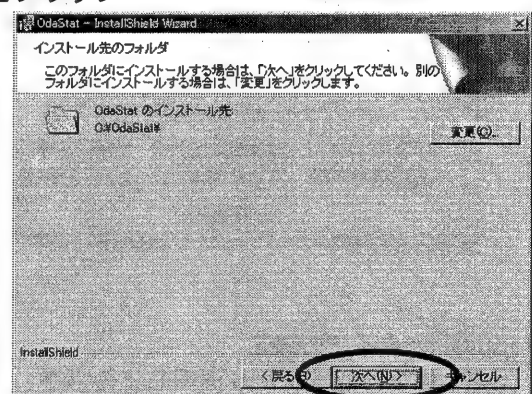 OdaStat - InstallShield Wizard
インストール先のフォルダ
このフォルダにインストールする場合は、「次へ」をクリックしてください。別の
フォルダにインストールする場合は、「変更」をクリックします。
OdaStat のインストール先
C:¥OdaStat¥
変更(C)...
InstallShield
< 戻る(B)
次へ(N) >
キャンセル